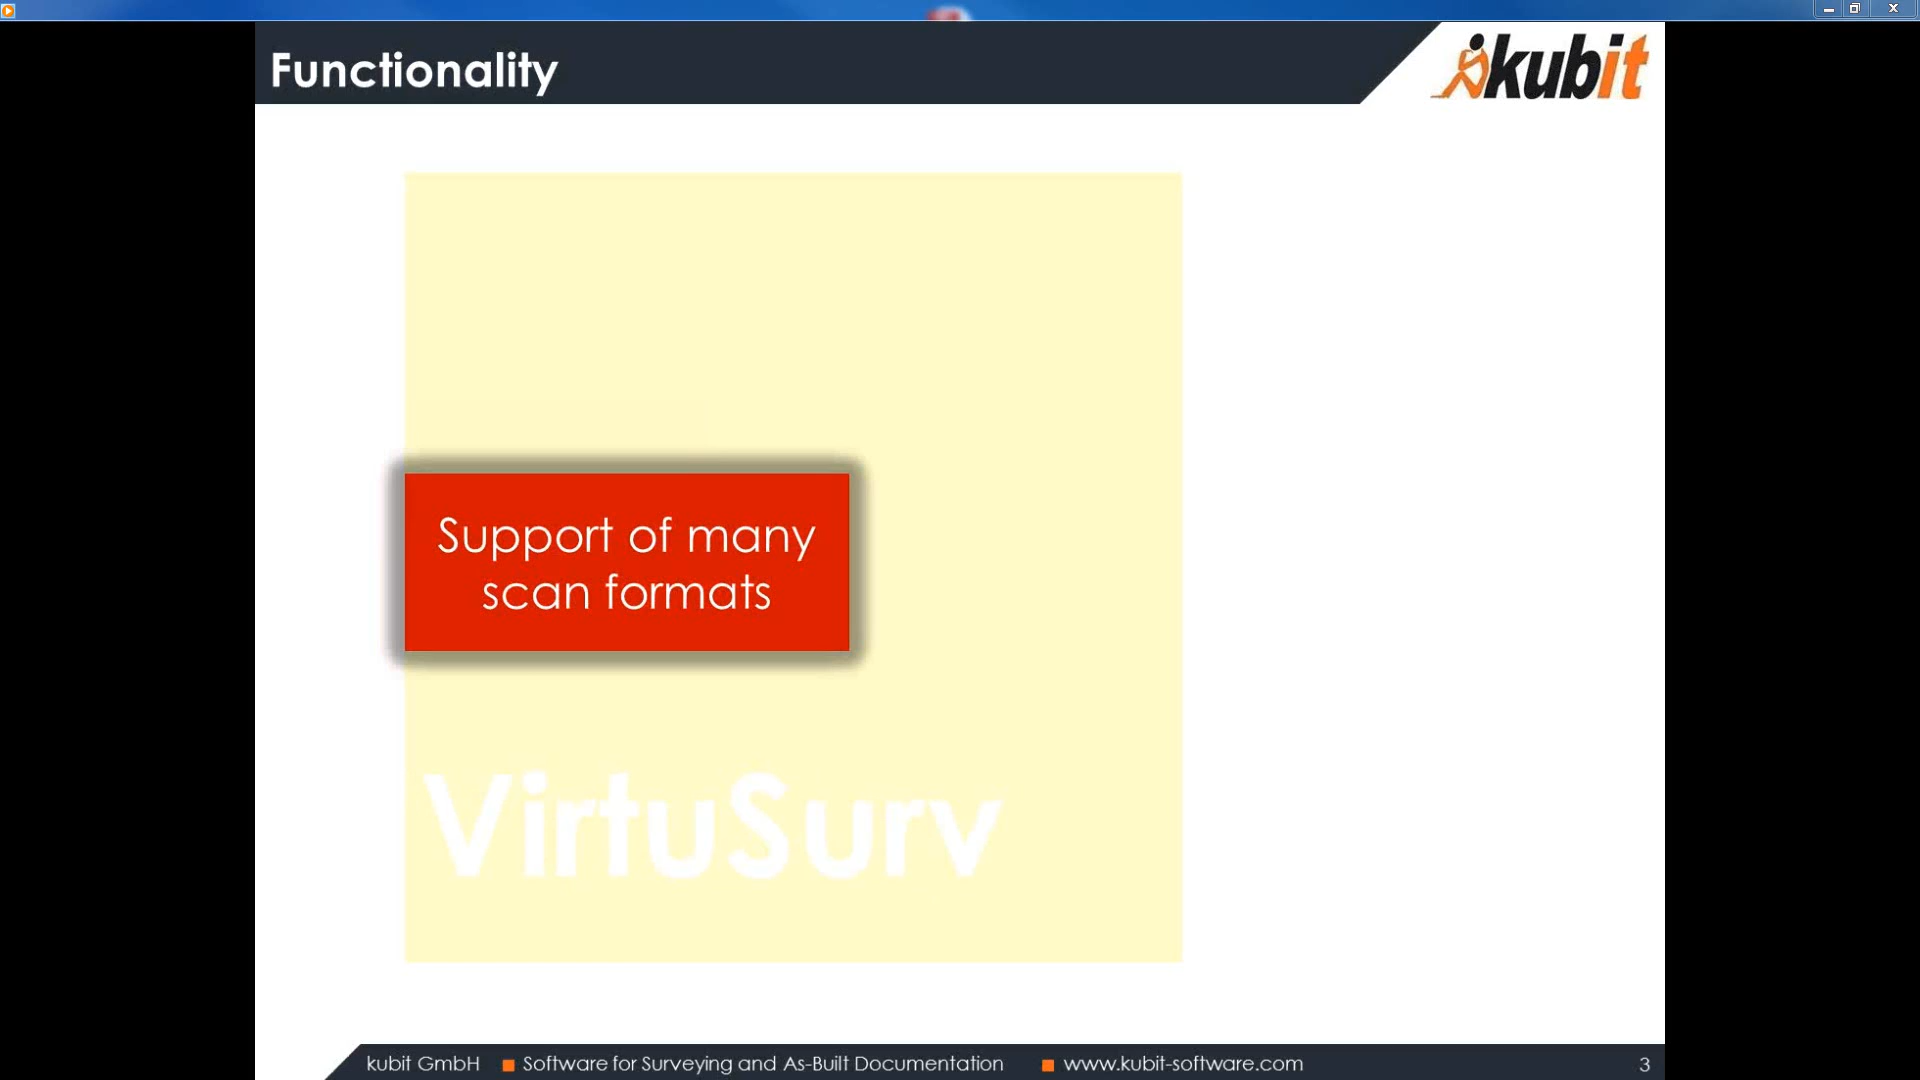 Functionality
kubit
Support of many
scan formats
VirtuSurv
kubit GmbH ■ Software for Surveying and As-Built Documentation ■ www.kubit-software.com 3